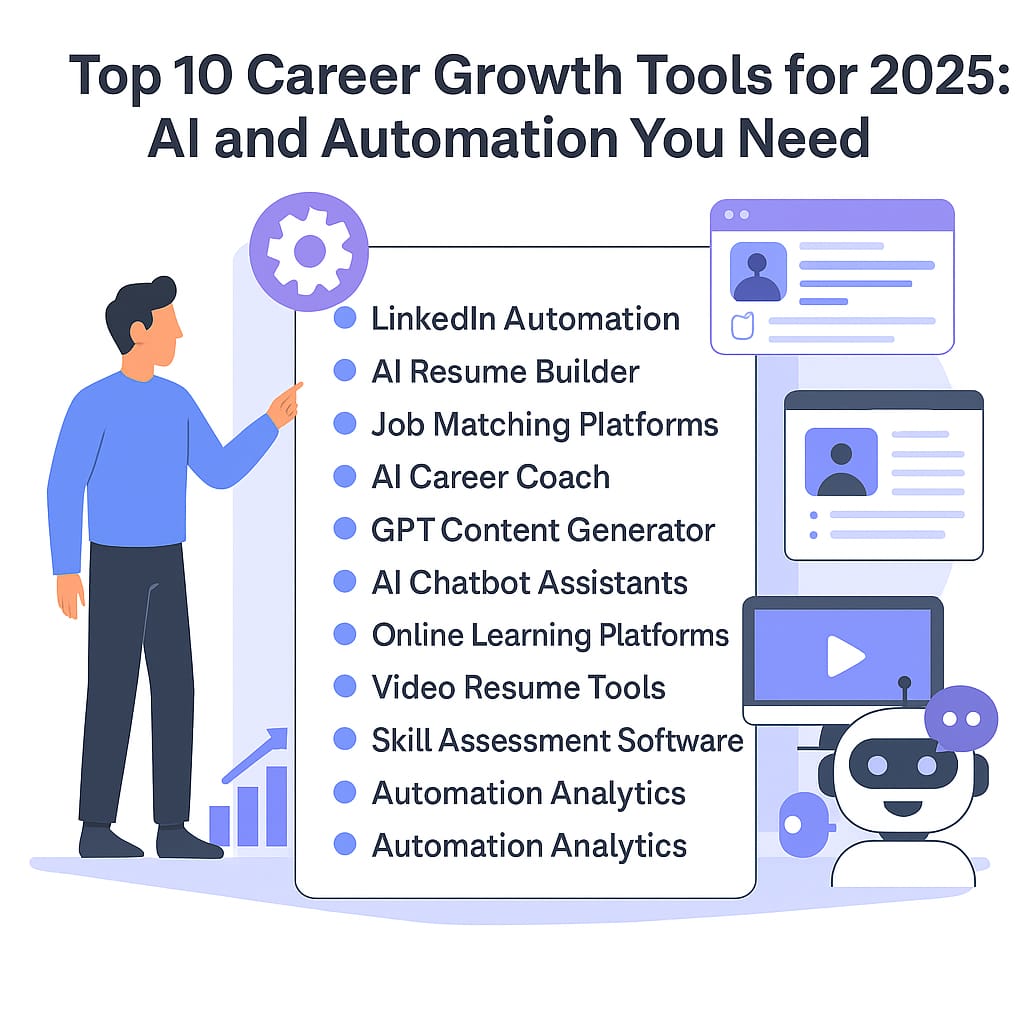 Top 10 Career Growth Tools for 2025:
AI and Automation You Need
LinkedIn Automation
AI Resume Builder
Job Matching Platforms
AI Career Coach
GPT Content Generator
AI Chatbot Assistants
Online Learning Platforms
Video Resume Tools
Skill Assessment Software
Automation Analytics
Automation Analytics